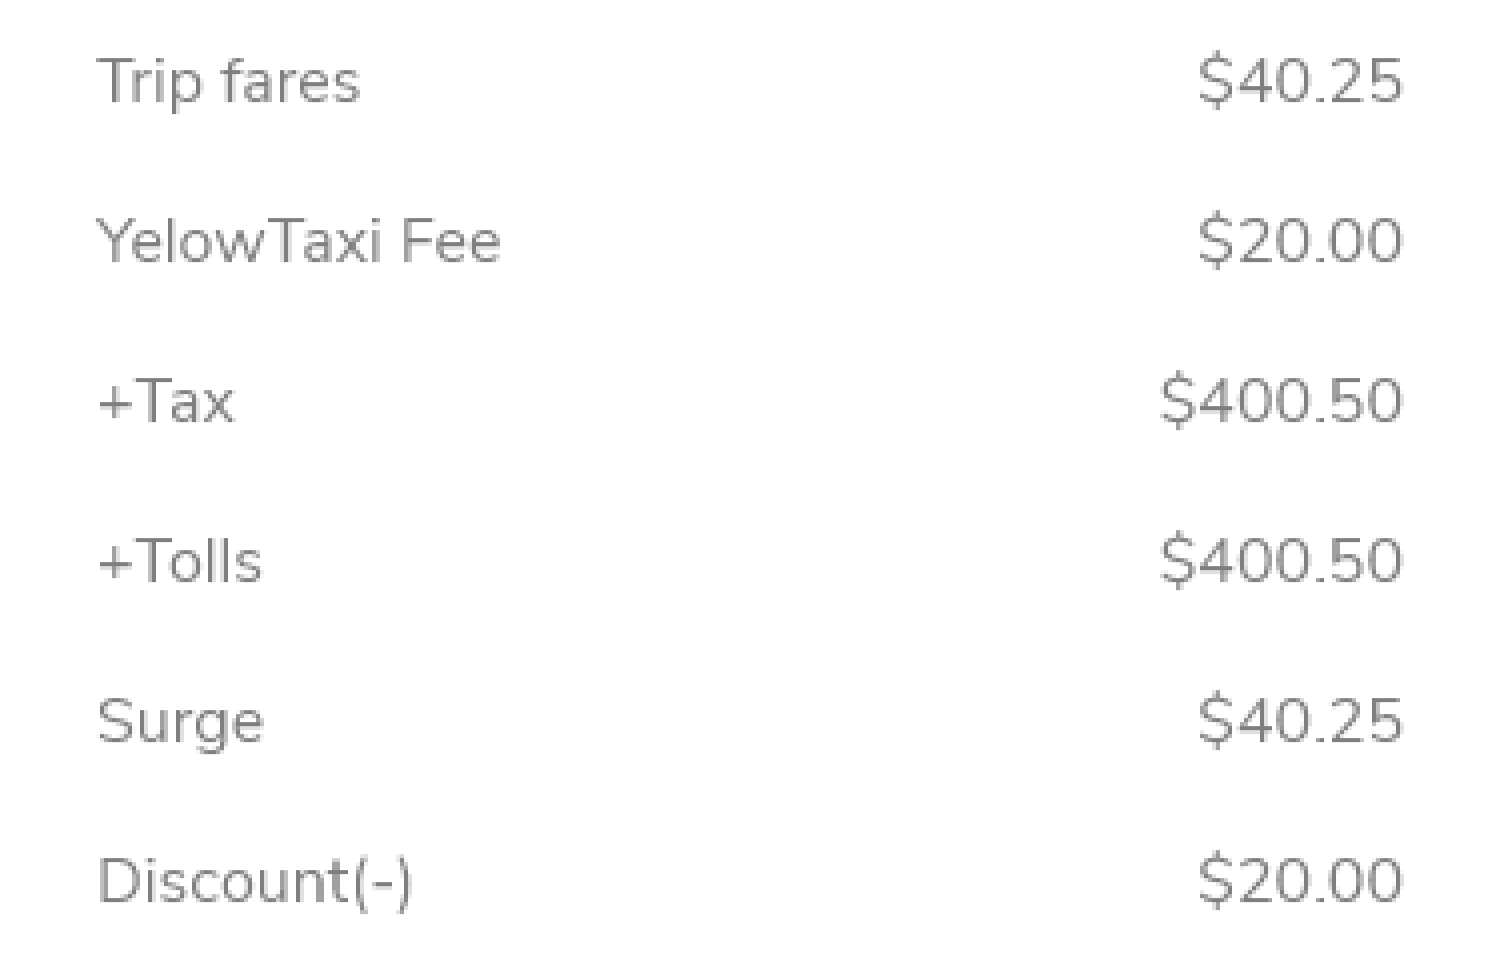 Trip fares $40.25
YelowTaxi Fee $20.00
+Tax $400.50
+Tolls $400.50
Surge $40.25
Discount(-) $20.00